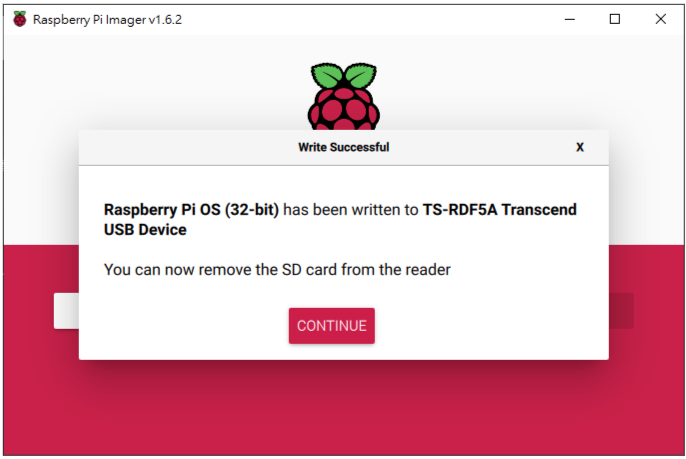 Raspberry Pi Imager v1.6.2
Write Successful X
Raspberry Pi OS (32-bit) has been written to TS-RDF5A Transcend
USB Device
You can now remove the SD card from the reader
CONTINUE